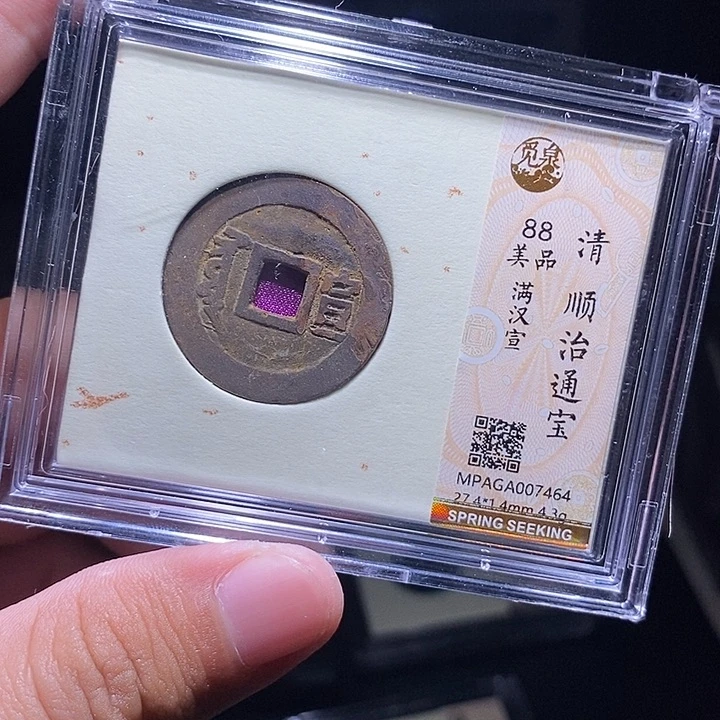 觅泉
清 顺治通宝
88
美品
满汉宣
宣
MPAGA007464
27.4*1.4mm 4.3g
SPRING SEEKING